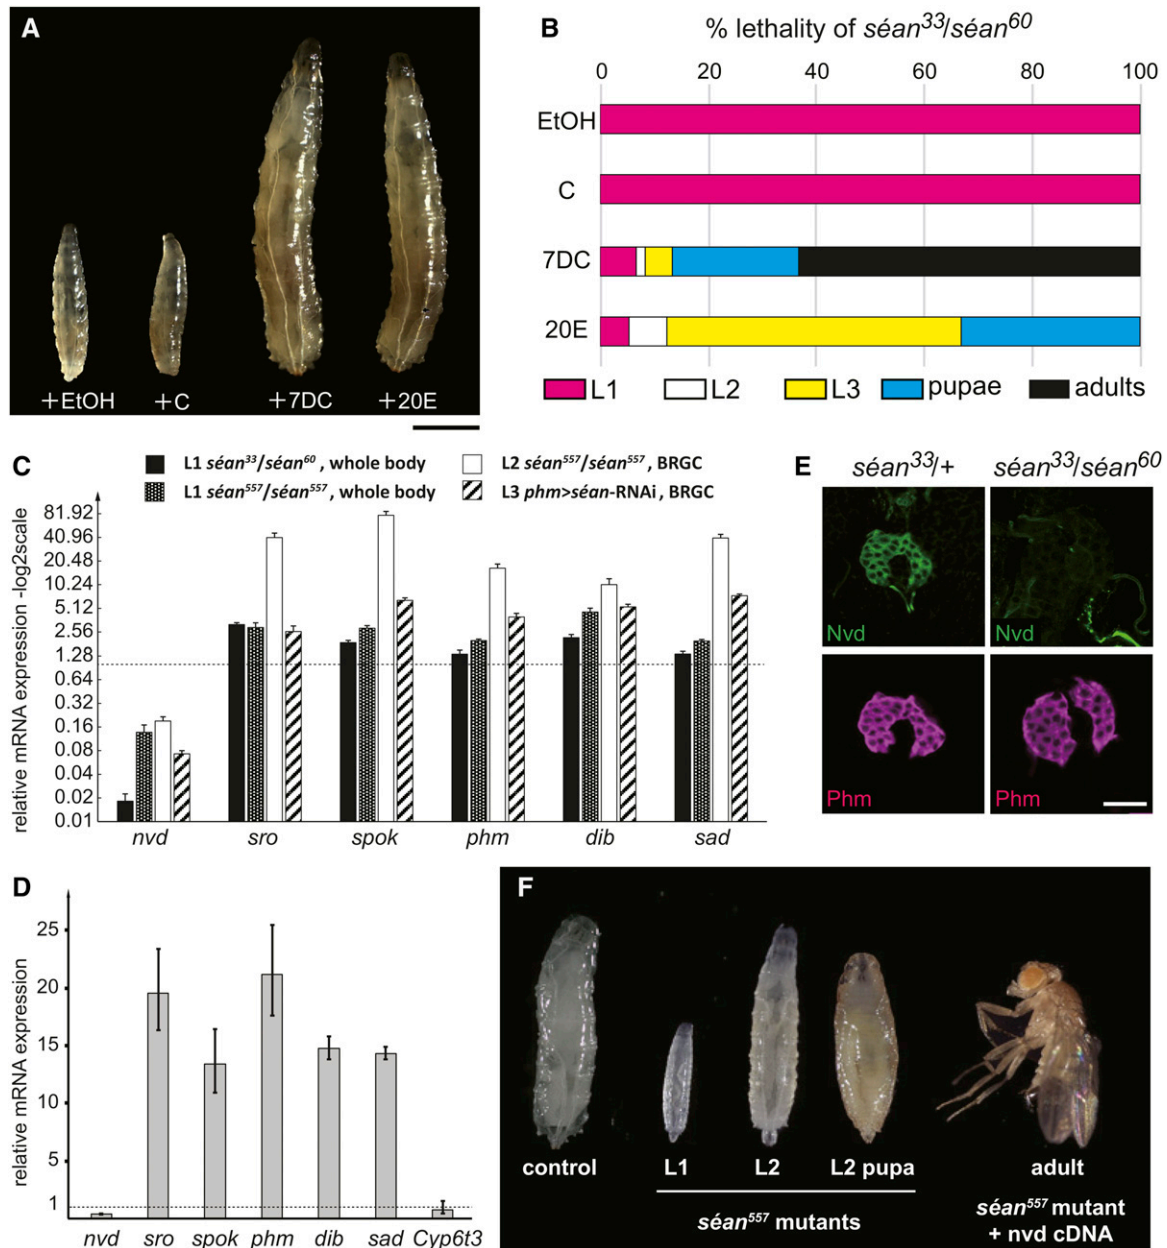 A
+EtOH +C +7DC +20E
B
% lethality of séan33/séan60
0 20 40 60 80 100
EtOH
C
7DC
20E
L1 L2 L3 pupae adults
C
L1 séan33/séan60, whole body
L1 séan557/séan557, whole body
L2 séan557/séan557, BRGC
L3 phm>séan-RNAi, BRGC
relative mRNA expression -log2scale
81.92
40.96
20.48
10.24
5.12
2.56
1.28
0.64
0.32
0.16
0.08
0.04
0.02
0.01
nvd sro spok phm dib sad
E
séan33/+ séan33/séan60
Nvd Nvd
Phm Phm
D
relative mRNA expression
25
20
15
10
5
1
nvd sro spok phm dib sad Cyp6t3
F
control L1 L2 L2 pupa adult
séan557 mutants
séan557 mutant
+ nvd cDNA